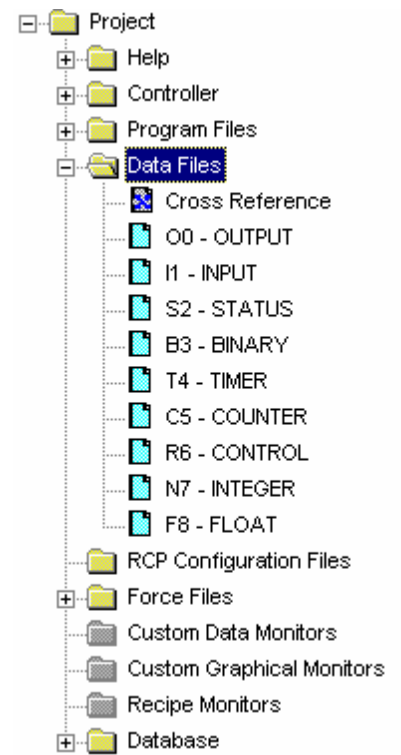 Project
Help
Controller
Program Files
Data Files
Cross Reference
O0 - OUTPUT
I1 - INPUT
S2 - STATUS
B3 - BINARY
T4 - TIMER
C5 - COUNTER
R6 - CONTROL
N7 - INTEGER
F8 - FLOAT
RCP Configuration Files
Force Files
Custom Data Monitors
Custom Graphical Monitors
Recipe Monitors
Database